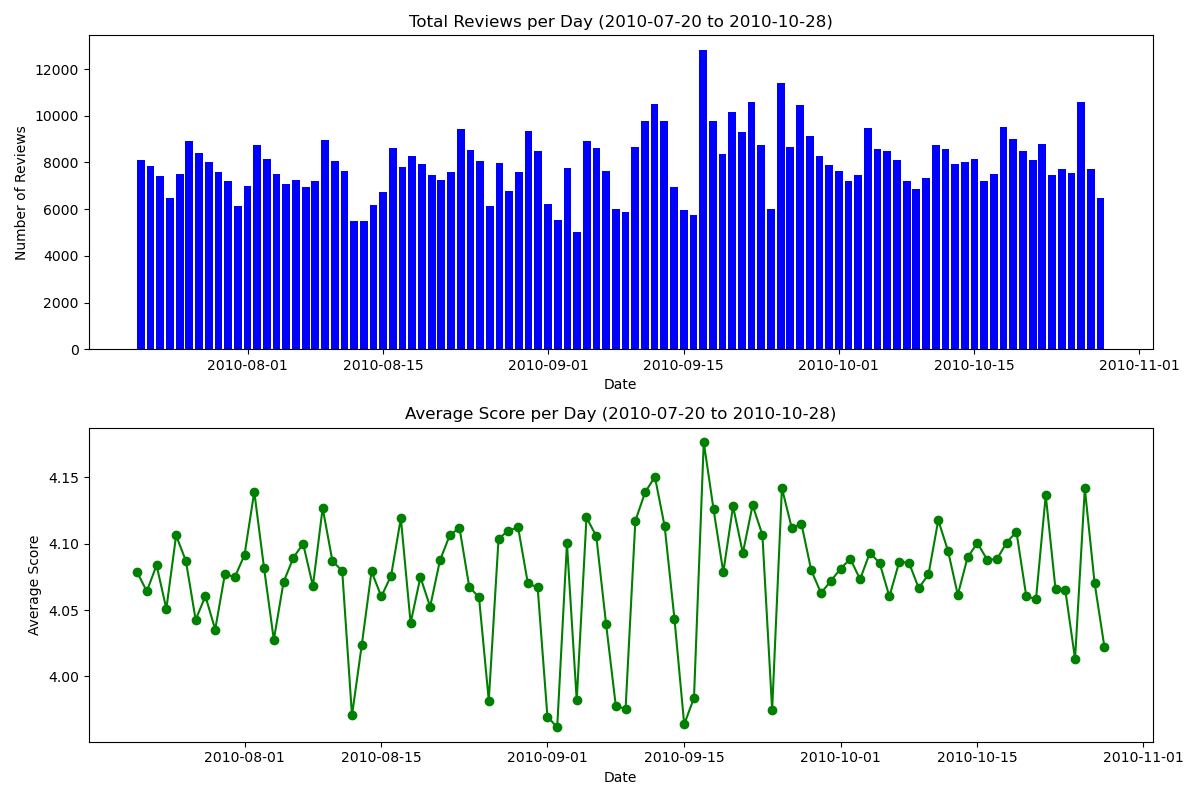 Total Reviews per Day (2010-07-20 to 2010-10-28)
12000
10000
8000
6000
4000
2000
0
Number of Reviews
2010-08-01 2010-08-15 2010-09-01 2010-09-15 2010-10-01 2010-10-15 2010-11-01
Date
Average Score per Day (2010-07-20 to 2010-10-28)
4.15
4.10
4.05
4.00
Average Score
2010-08-01 2010-08-15 2010-09-01 2010-09-15 2010-10-01 2010-10-15 2010-11-01
Date